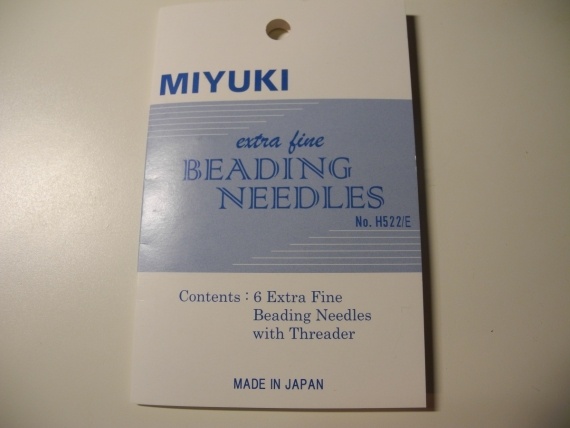 MIYUKI
extra fine
BEADING
NEEDLES
No. H522/E
Contents : 6 Extra Fine
Beading Needles
with Threader
MADE IN JAPAN